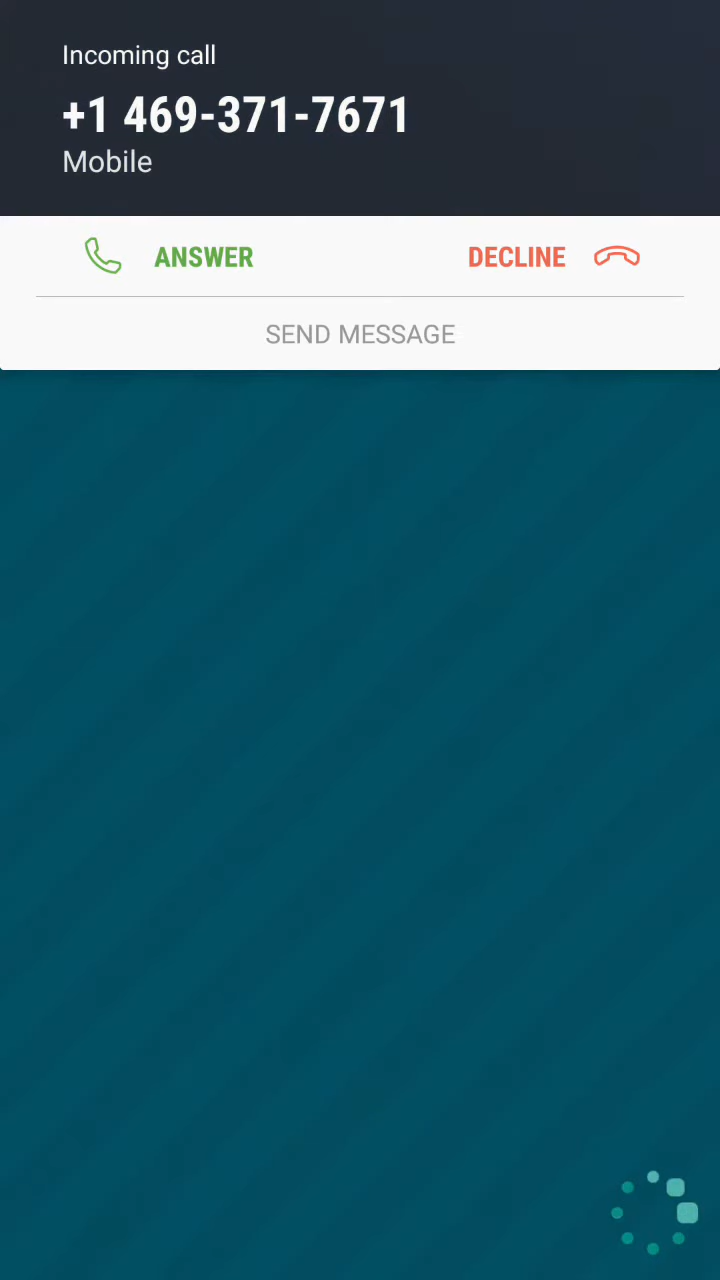 Incoming call
+1 469-371-7671
Mobile
ANSWER DECLINE
SEND MESSAGE